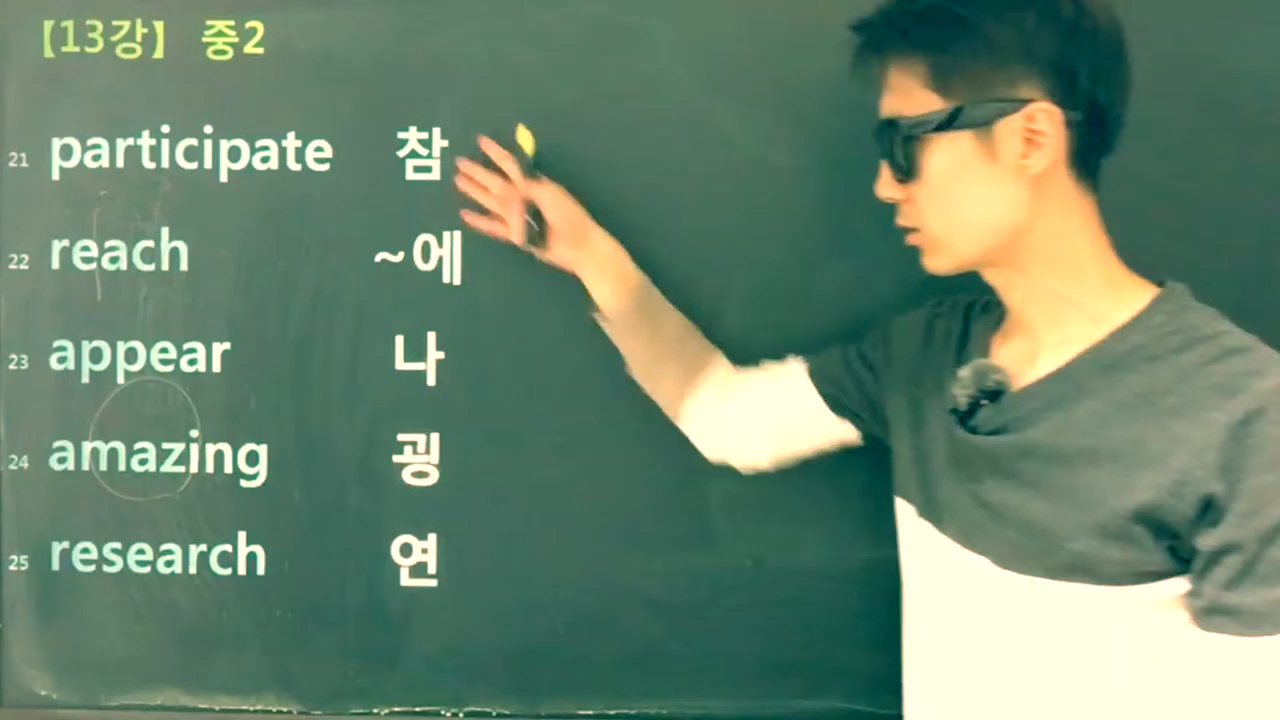 【13강】 중2
21 participate 참
22 reach ~에
23 appear 나
24 amazing 굉
25 research 연